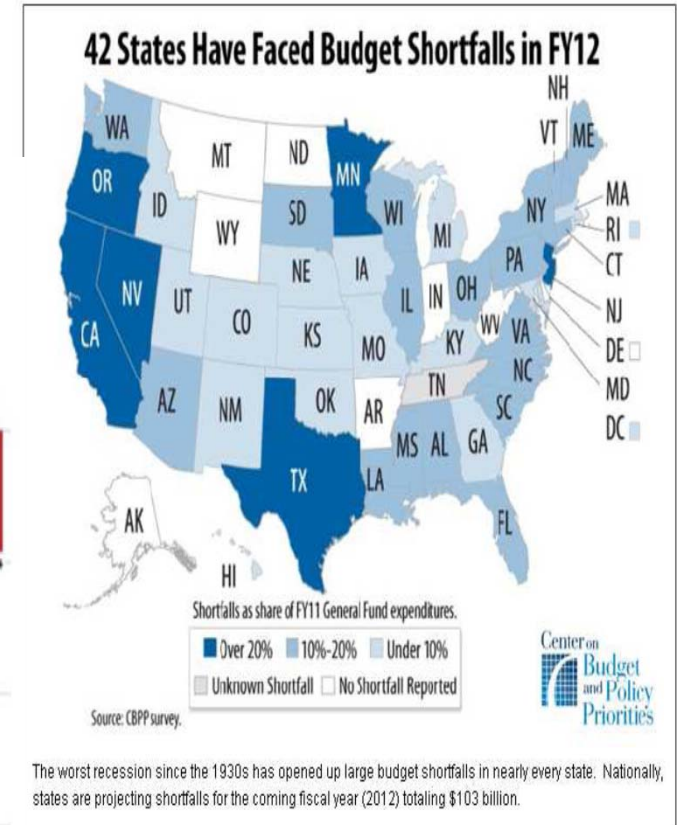 42 States Have Faced Budget Shortfalls in FY12
NH
WA
VT
ME
MT
ND
MN
OR
MA
ID
SD
WI
NY
RI
WY
MI
CT
PA
NE
IA
NV
OH
IL
IN
NJ
UT
CO
WV
VA
CA
KS
MO
KY
DE
NC
TN
MD
AZ
OK
NM
AR
SC
DC
MS
AL
GA
TX
LA
AK
FL
HI
Shortfalls as share of FY11 General Fund expenditures.
Over 20% 10%-20% Under 10%
Unknown Shortfall No Shortfall Reported
Center on
Budget
and Policy
Priorities
Source: CBPP survey.
The worst recession since the 1930s has opened up large budget shortfalls in nearly every state. Nationally,
states are projecting shortfalls for the coming fiscal year (2012) totaling $103 billion.